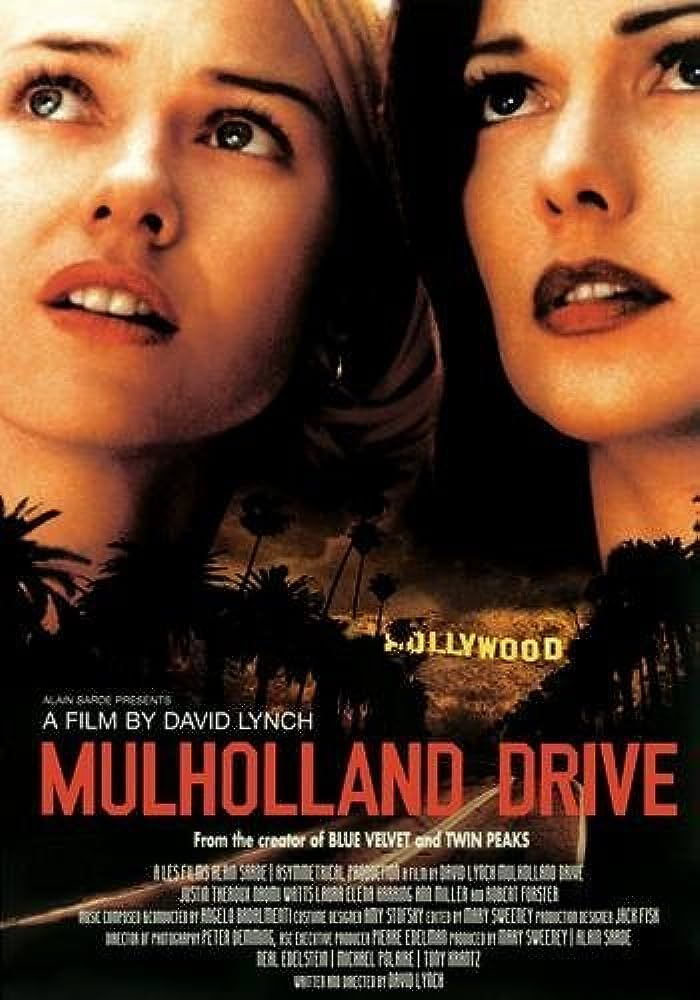 HOLLYWOOD
ALAIN SARDE PRESENTS
A FILM BY DAVID LYNCH
MULHOLLAND DRIVE
From the creator of BLUE VELVET and TWIN PEAKS
A LES FILMS ALAIN SARDE | ASYMMETRICAL PRODUCTION A FILM BY DAVID LYNCH MULHOLLAND DRIVE
JUSTIN THEROUX NAOMI WATTS LAURA ELENA HARRING ANN MILLER AND ROBERT FORSTER
MUSIC COMPOSED & CONDUCTED BY ANGELO BADALAMENTI COSTUME DESIGNER AMY STOFSKY EDITED BY MARY SWEENEY PRODUCTION DESIGNER JACK FISK
DIRECTOR OF PHOTOGRAPHY PETER DEMING, ASC EXECUTIVE PRODUCER PIERRE EDELMAN PRODUCED BY MARY SWEENEY | ALAIN SARDE
NEAL EDELSTEIN | MICHAEL POLAIRE | TONY KRANTZ
WRITTEN AND DIRECTED BY DAVID LYNCH